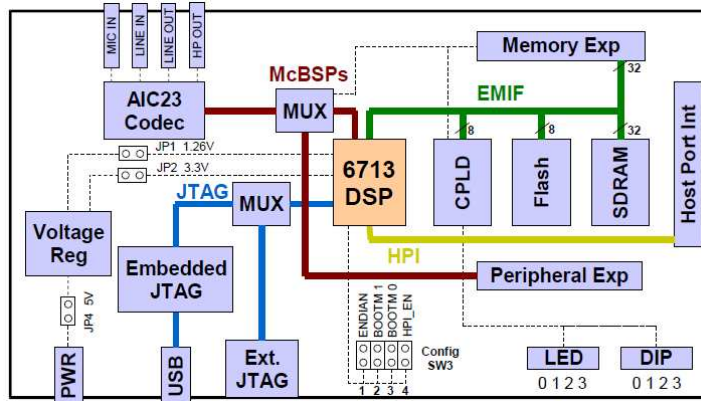 MIC IN
LINE IN
LINE OUT
HP OUT
Memory Exp
McBSPs
32
AIC23
Codec
MUX
EMIF
8
8
32
JP1 1.26V
JP2 3.3V
6713
DSP
CPLD
Flash
SDRAM
Host Port Int
JTAG
MUX
Voltage
Reg
Embedded
JTAG
HPI
Peripheral Exp
JP4 5V
ENDIAN
BOOTM 1
BOOTM 0
HPI_EN
Config
SW3
1 2 3 4
PWR
USB
Ext.
JTAG
LED
DIP
0 1 2 3
0 1 2 3